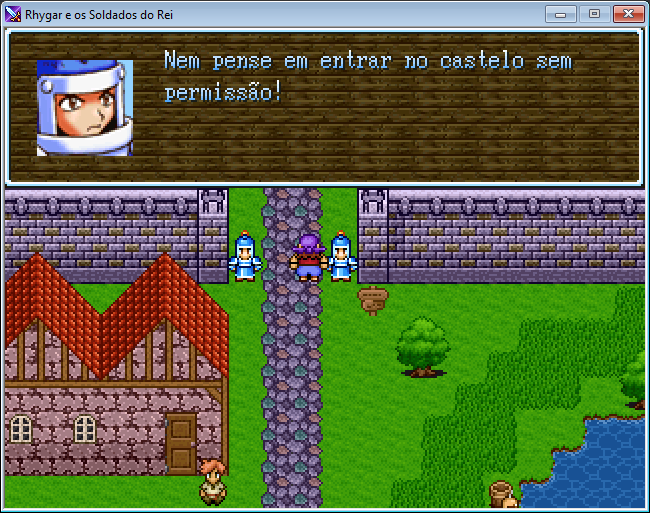 Rhygar e os Soldados do Rei
Nem pense em entrar no castelo sem
permissão!